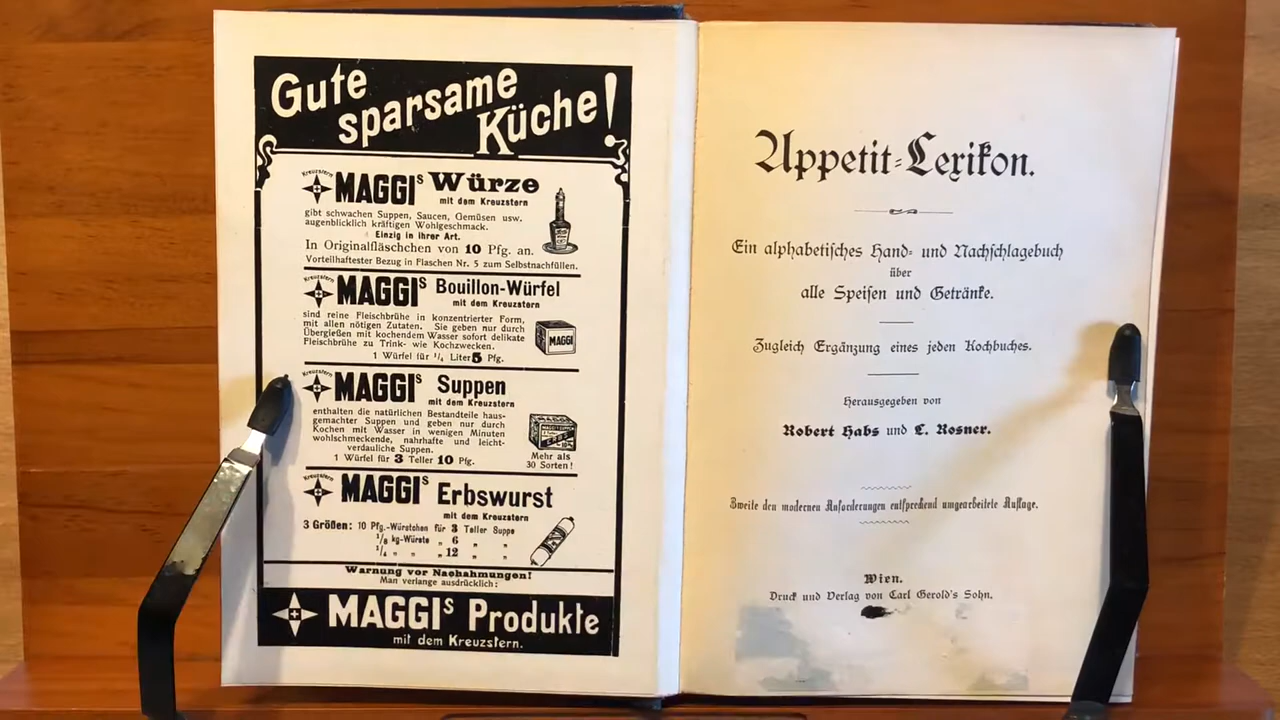 Gute
sparsame
Küche!
Kreuzstern
MAGGIs Würze
mit dem Kreuzstern
gibt schwachen Suppen, Saucen, Gemüsen usw.
augenblicklich kräftigen Wohlgeschmack.
Einzig in ihrer Art.
In Originalfläschchen von 10 Pfg. an.
Vorteilhaftester Bezug in Flaschen Nr. 5 zum Selbstnachfüllen.
Kreuzstern
MAGGIs Bouillon-Würfel
mit dem Kreuzstern
sind reine Fleischbrühe in konzentrierter Form,
mit allen nötigen Zutaten. Sie geben nur durch
Übergießen mit kochendem Wasser sofort delikate
Fleischbrühe zu Trink- wie Kochzwecken.
1 Würfel für 1/4 Liter 5 Pfg.
MAGGI
Kreuzstern
MAGGIs Suppen
mit dem Kreuzstern
enthalten die natürlichen Bestandteile haus-
gemachter Suppen und geben nur durch
Kochen mit Wasser in wenigen Minuten
wohlschmeckende, nahrhafte und leicht-
verdauliche Suppen.
1 Würfel für 3 Teller 10 Pfg.
Mehr als
30 Sorten!
Kreuzstern
MAGGIs Erbswurst
mit dem Kreuzstern
3 Größen: 10 Pfg.-Würstchen für 3 Teller Suppe
1/8 kg-Würste „ 6 „ „
1/4 „ „ „ 12 „ „
Warnung vor Nachahmungen!
Man verlange ausdrücklich:
MAGGIs Produkte
mit dem Kreuzstern.
Appetit-Lexikon.
Ein alphabetisches Hand- und Nachschlagebuch
über
alle Speisen und Getränke.
Zugleich Ergänzung eines jeden Kochbuches.
Herausgegeben von
Robert Habs und L. Rosner.
Zweite den modernen Anforderungen entsprechend umgearbeitete Auflage.
Wien.
Druck und Verlag von Carl Gerold's Sohn.